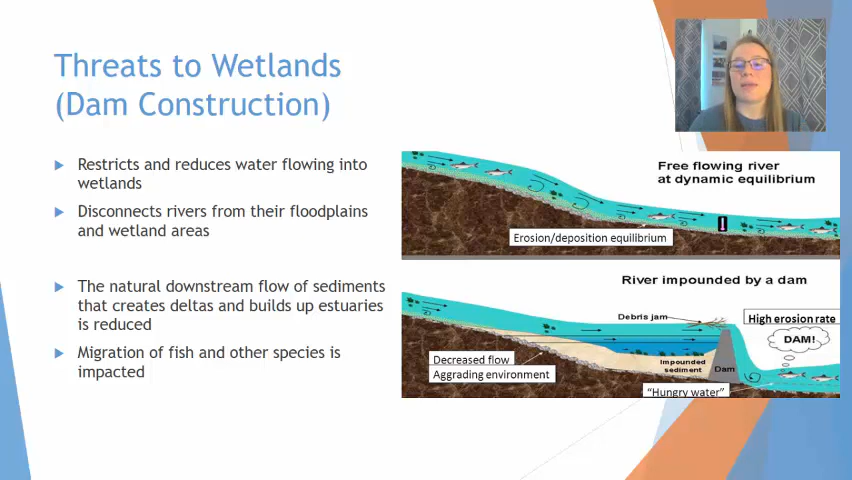 Threats to Wetlands
(Dam Construction)
Restricts and reduces water flowing into
wetlands
Disconnects rivers from their floodplains
and wetland areas
The natural downstream flow of sediments
that creates deltas and builds up estuaries
is reduced
Migration of fish and other species is
impacted
Free flowing river
at dynamic equilibrium
Erosion/deposition equilibrium
River impounded by a dam
Debris jam
High erosion rate
DAM!
Decreased flow
Aggrading environment
Impounded
sediment
Dam
"Hungry water"